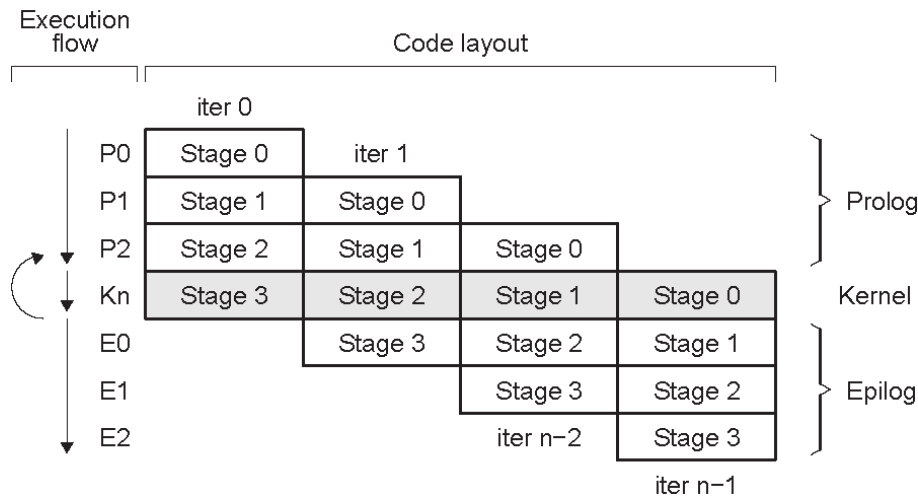 Execution
flow
Code layout
iter 0
P0 Stage 0 iter 1
P1 Stage 1 Stage 0 Prolog
P2 Stage 2 Stage 1 Stage 0
Kn Stage 3 Stage 2 Stage 1 Stage 0 Kernel
E0 Stage 3 Stage 2 Stage 1
E1 Stage 3 Stage 2 Epilog
E2 iter n−2 Stage 3
iter n−1